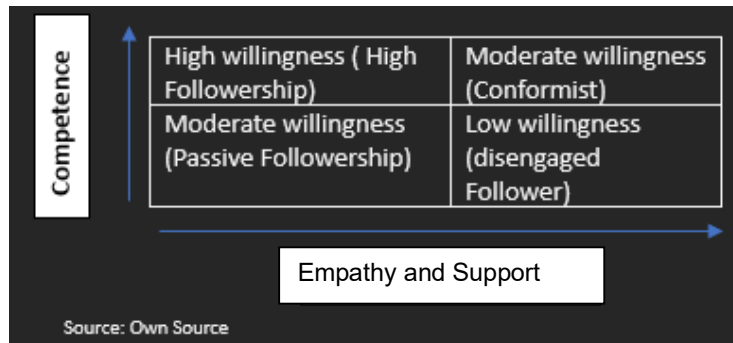 Competence
High willingness ( High
Followership)
Moderate willingness
(Conformist)
Moderate willingness
(Passive Followership)
Low willingness
(disengaged
Follower)
Empathy and Support
Source: Own Source